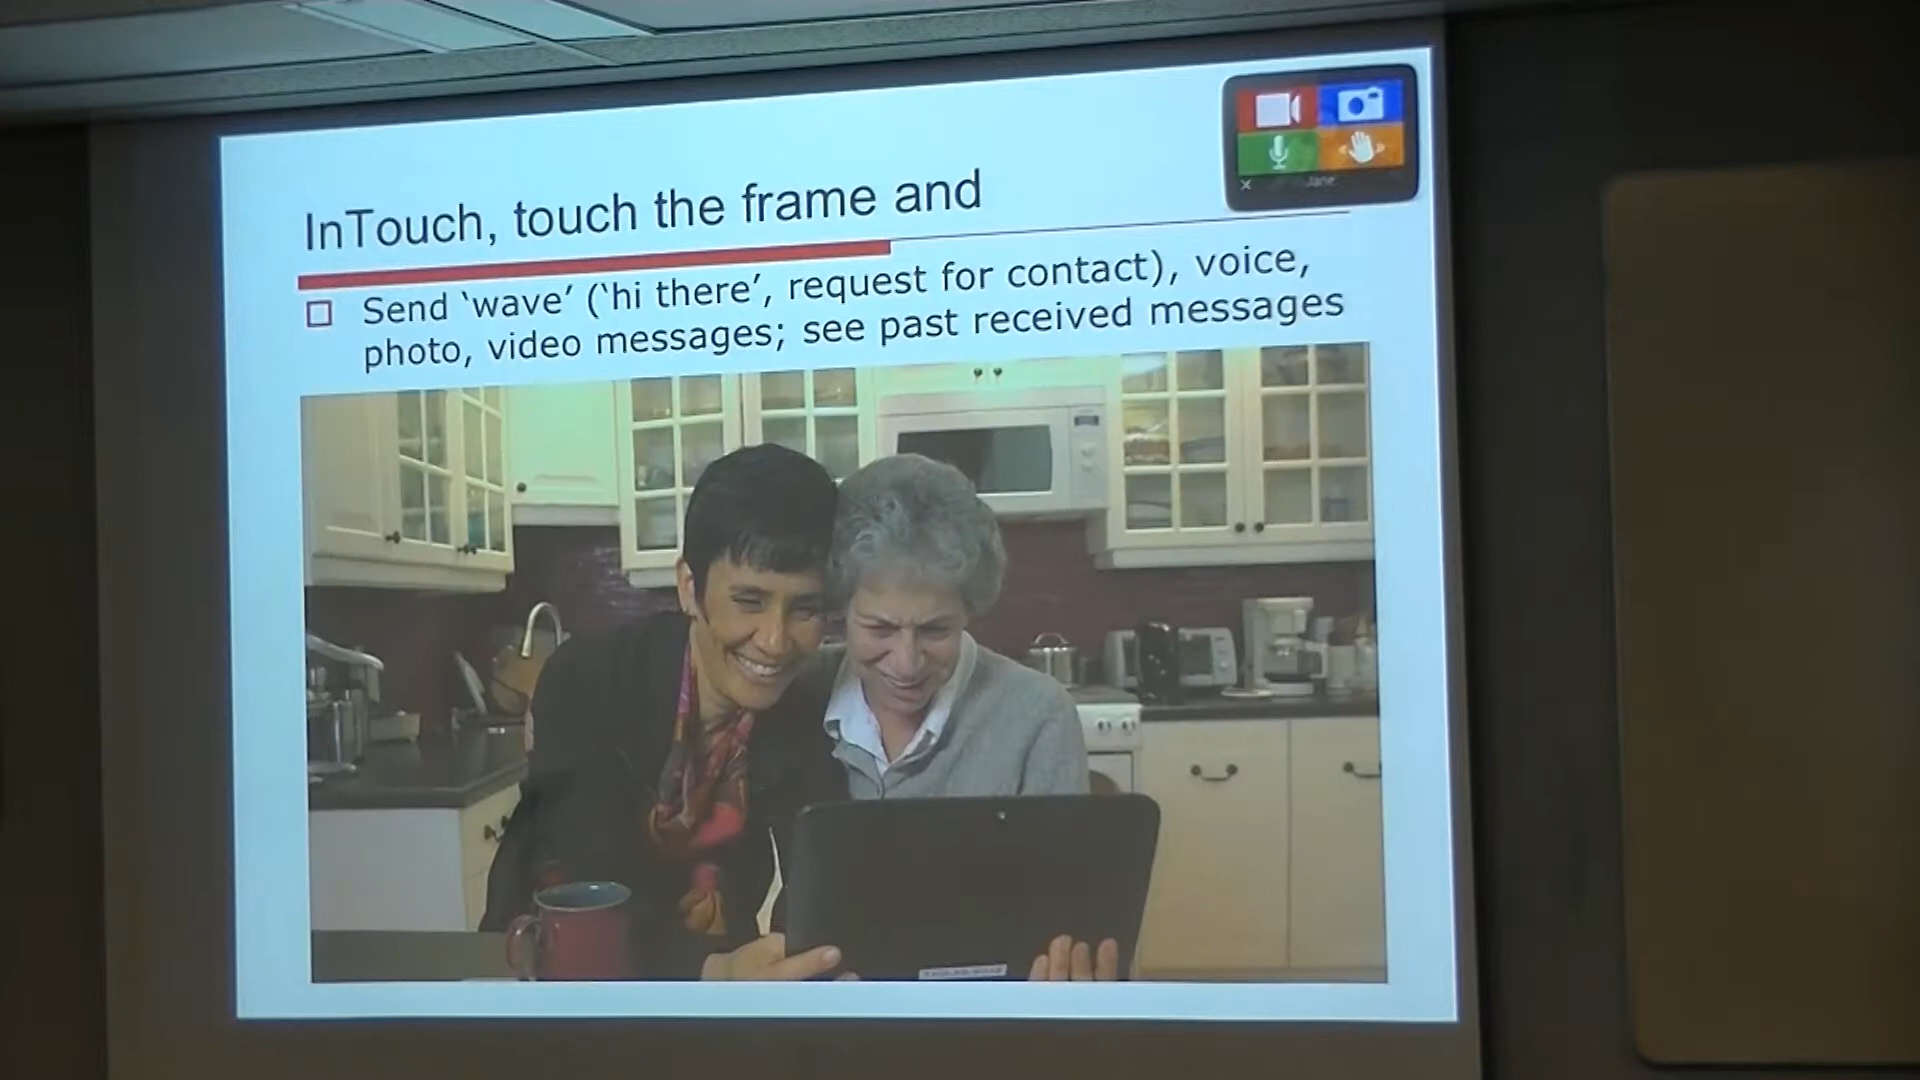 Jane
InTouch, touch the frame and
Send ‘wave’ (‘hi there’, request for contact), voice,
photo, video messages; see past received messages